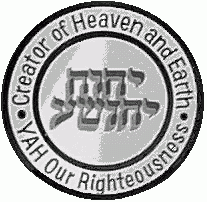 • Creator of Heaven and Earth •
יהוה
יהושע
YAH Our Righteousness